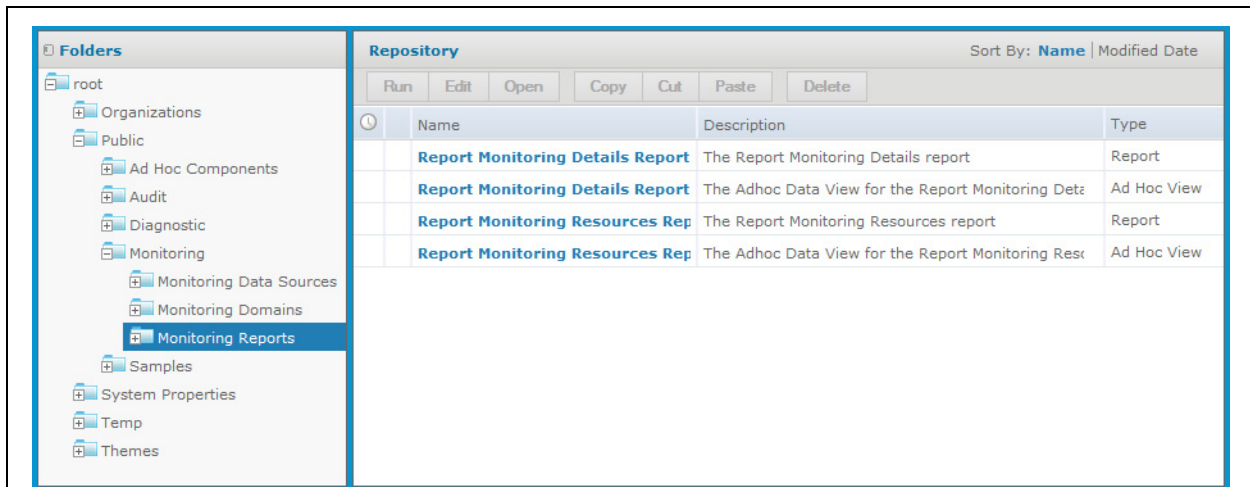 Folders
root
Organizations
Public
Ad Hoc Components
Audit
Diagnostic
Monitoring
Monitoring Data Sources
Monitoring Domains
Monitoring Reports
Samples
System Properties
Temp
Themes
Repository Sort By: Name | Modified Date
Run Edit Open Copy Cut Paste Delete
Name Description Type
Report Monitoring Details Report The Report Monitoring Details report Report
Report Monitoring Details Report The Adhoc Data View for the Report Monitoring Deta Ad Hoc View
Report Monitoring Resources Rep The Report Monitoring Resources report Report
Report Monitoring Resources Rep The Adhoc Data View for the Report Monitoring Reso Ad Hoc View